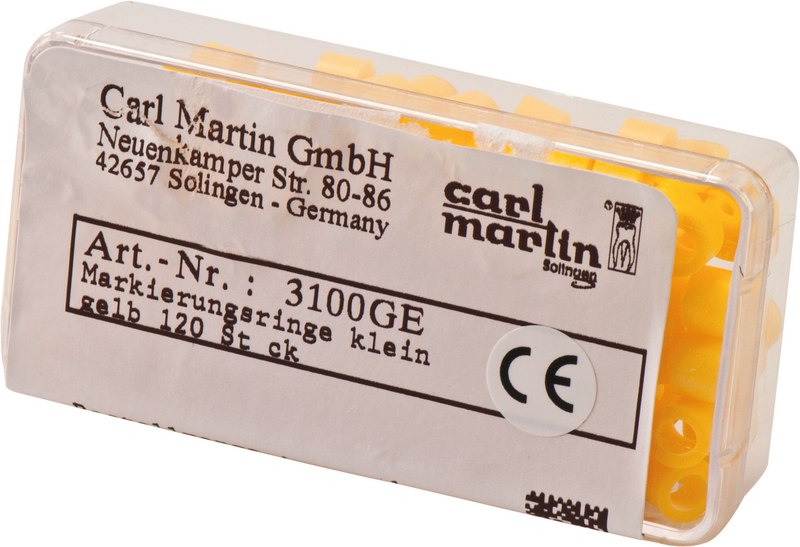 Carl Martin GmbH
Neuenkamper Str. 80-86
42657 Solingen - Germany
carl
martin
Solingen
Art.-Nr.: 3100GE
Markierungsringe klein
gelb 120 St ck
CE